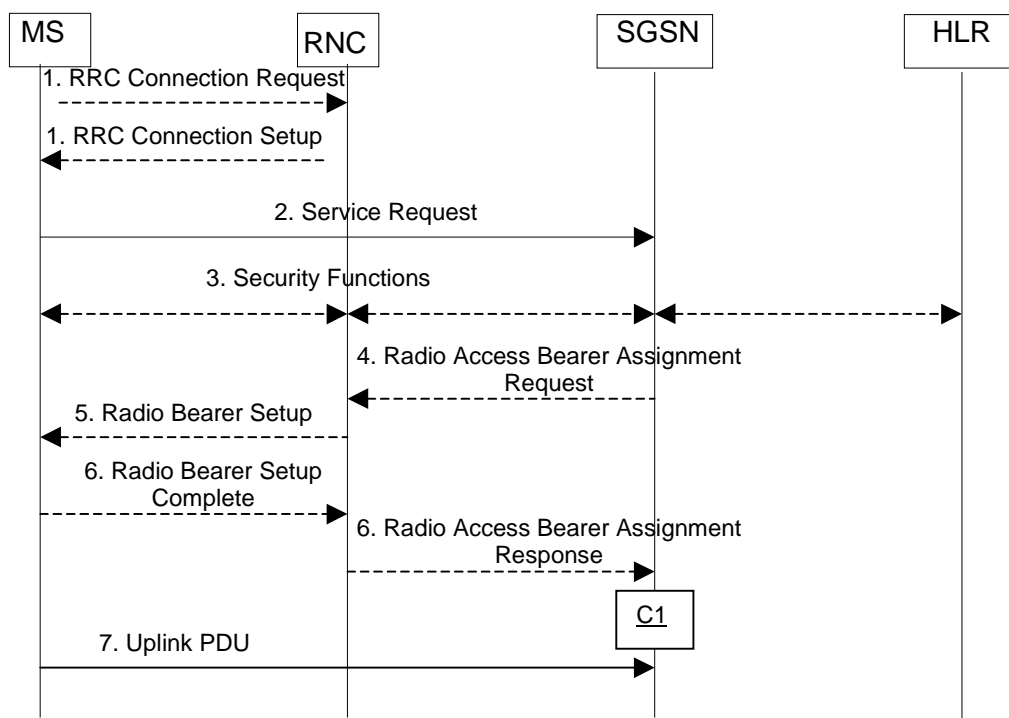 MS
RNC
SGSN
HLR
1. RRC Connection Request
1. RRC Connection Setup
2. Service Request
3. Security Functions
4. Radio Access Bearer Assignment
Request
5. Radio Bearer Setup
6. Radio Bearer Setup
Complete
6. Radio Access Bearer Assignment
Response
C1
7. Uplink PDU